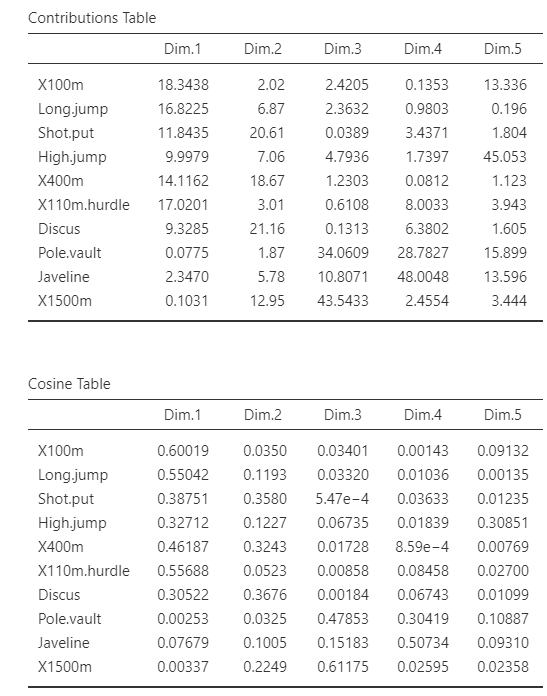 Contributions Table
Dim.1 Dim.2 Dim.3 Dim.4 Dim.5
X100m 18.3438 2.02 2.4205 0.1353 13.336
Long.jump 16.8225 6.87 2.3632 0.9803 0.196
Shot.put 11.8435 20.61 0.0389 3.4371 1.804
High.jump 9.9979 7.06 4.7936 1.7397 45.053
X400m 14.1162 18.67 1.2303 0.0812 1.123
X110m.hurdle 17.0201 3.01 0.6108 8.0033 3.943
Discus 9.3285 21.16 0.1313 6.3802 1.605
Pole.vault 0.0775 1.87 34.0609 28.7827 15.899
Javeline 2.3470 5.78 10.8071 48.0048 13.596
X1500m 0.1031 12.95 43.5433 2.4554 3.444
Cosine Table
Dim.1 Dim.2 Dim.3 Dim.4 Dim.5
X100m 0.60019 0.0350 0.03401 0.00143 0.09132
Long.jump 0.55042 0.1193 0.03320 0.01036 0.00135
Shot.put 0.38751 0.3580 5.47e−4 0.03633 0.01235
High.jump 0.32712 0.1227 0.06735 0.01839 0.30851
X400m 0.46187 0.3243 0.01728 8.59e−4 0.00769
X110m.hurdle 0.55688 0.0523 0.00858 0.08458 0.02700
Discus 0.30522 0.3676 0.00184 0.06743 0.01099
Pole.vault 0.00253 0.0325 0.47853 0.30419 0.10887
Javeline 0.07679 0.1005 0.15183 0.50734 0.09310
X1500m 0.00337 0.2249 0.61175 0.02595 0.02358